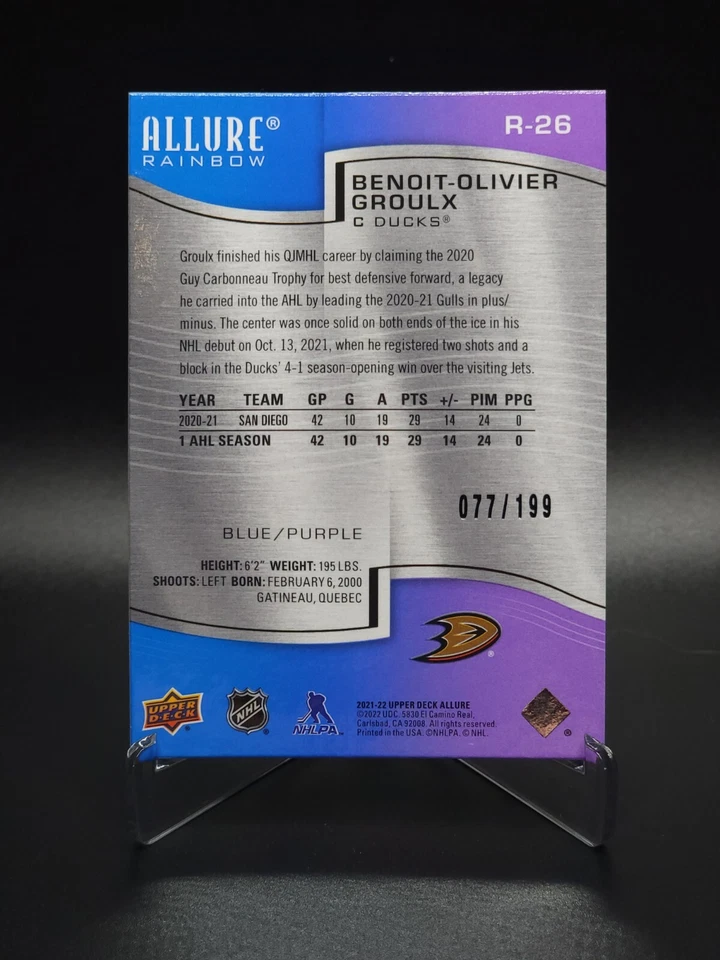 ALLURE®
RAINBOW
R-26
BENOIT-OLIVIER
GROULX
C DUCKS®
Groulx finished his QJMHL career by claiming the 2020
Guy Carbonneau Trophy for best defensive forward, a legacy
he carried into the AHL by leading the 2020-21 Gulls in plus/
minus. The center was once solid on both ends of the ice in his
NHL debut on Oct. 13, 2021, when he registered two shots and a
block in the Ducks' 4-1 season-opening win over the visiting Jets.
YEAR TEAM GP G A PTS +/- PIM PPG
2020-21 SAN DIEGO 42 10 19 29 14 24 0
1 AHL SEASON 42 10 19 29 14 24 0
077/199
BLUE/PURPLE
HEIGHT: 6'2" WEIGHT: 195 LBS.
SHOOTS: LEFT BORN: FEBRUARY 6, 2000
GATINEAU, QUEBEC
UPPER
D·E·C·K
®
NHL
®
NHLPA
2021-22 UPPER DECK ALLURE
©2022 UDC. 5830 El Camino Real,
Carlsbad, CA 92008. All rights reserved.
Printed in the USA. ©NHLPA. © NHL.
®
®